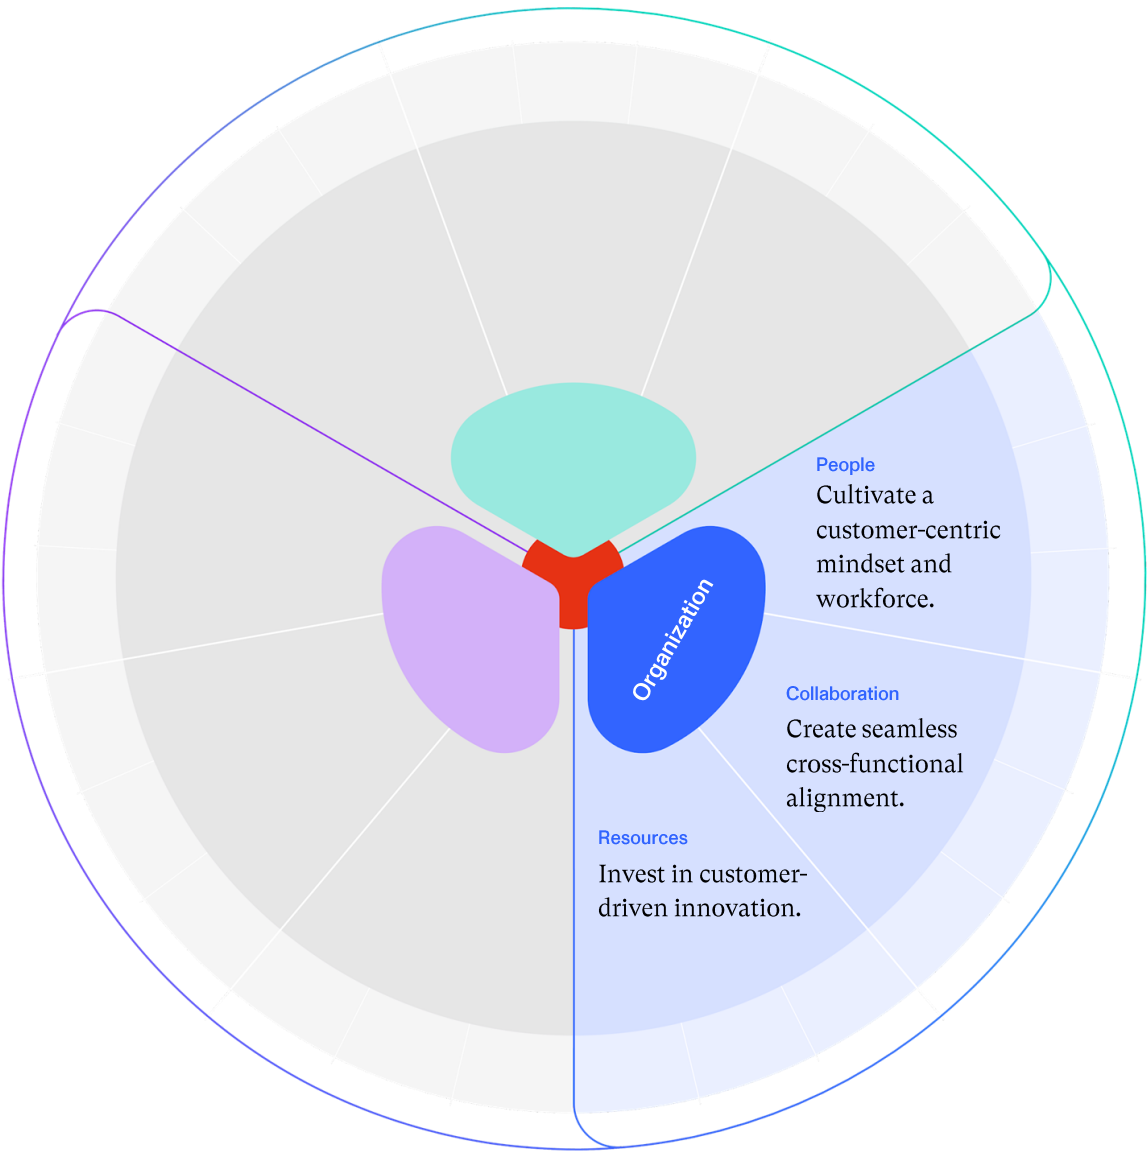 People
Cultivate a
customer-centric
mindset and
workforce.
Organization
Collaboration
Create seamless
cross-functional
alignment.
Resources
Invest in customer-
driven innovation.